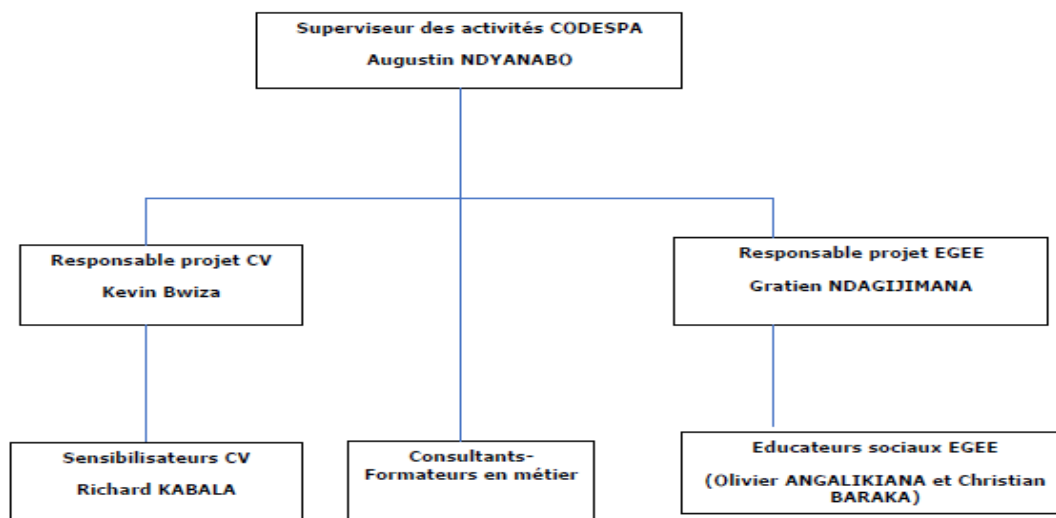 Superviseur des activités CODESPA
Augustin NDYANABO
Responsable projet CV
Kevin Bwiza
Responsable projet EGEE
Gratien NDAGIJIMANA
Sensibilisateurs CV
Richard KABALA
Consultants-
Formateurs en métier
Educateurs sociaux EGEE
(Olivier ANGALIKIANA et Christian
BARAKA)